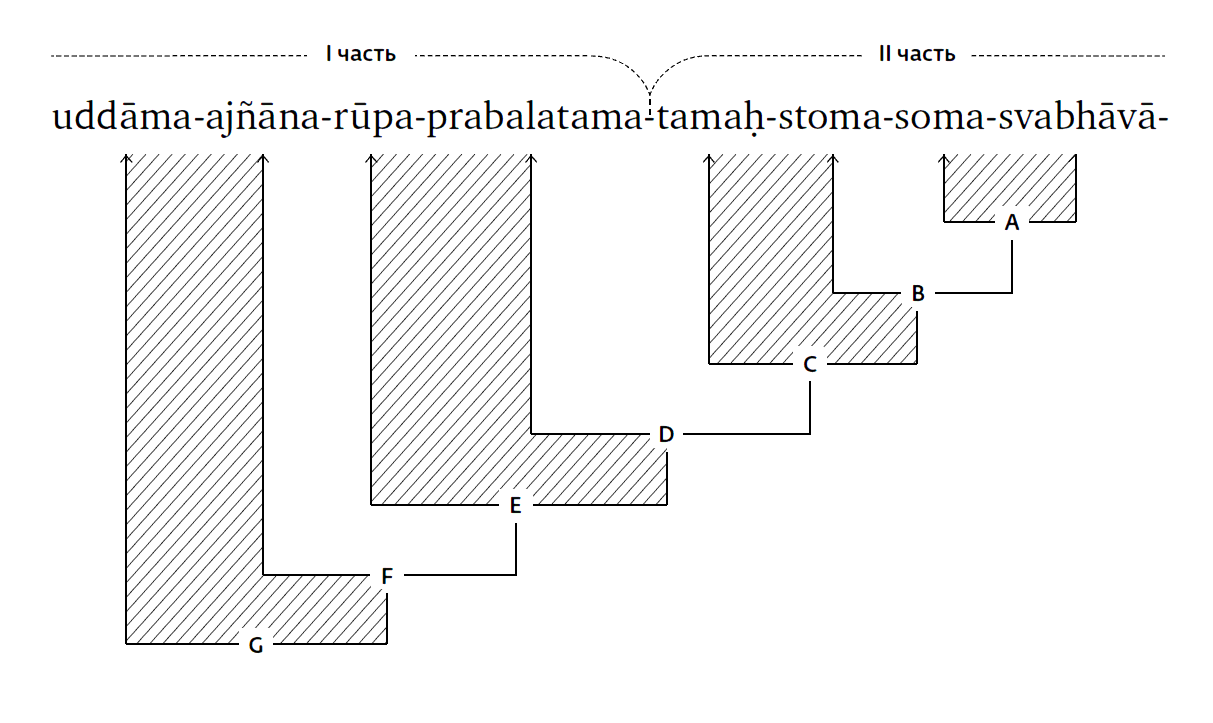 I часть II часть
uddāma-ajñāna-rūpa-prabalatama-tamaḥ-stoma-soma-svabhāvā-
A
B
C
D
E
F
G